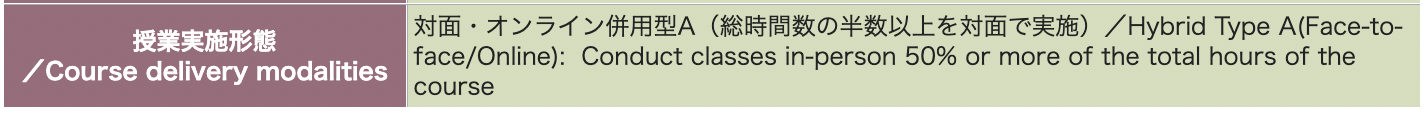 授業実施形態
／Course delivery modalities
対面・オンライン併用型A（総時間数の半数以上を対面で実施）／Hybrid Type A(Face-to-
face/Online):  Conduct classes in-person 50% or more of the total hours of the
course